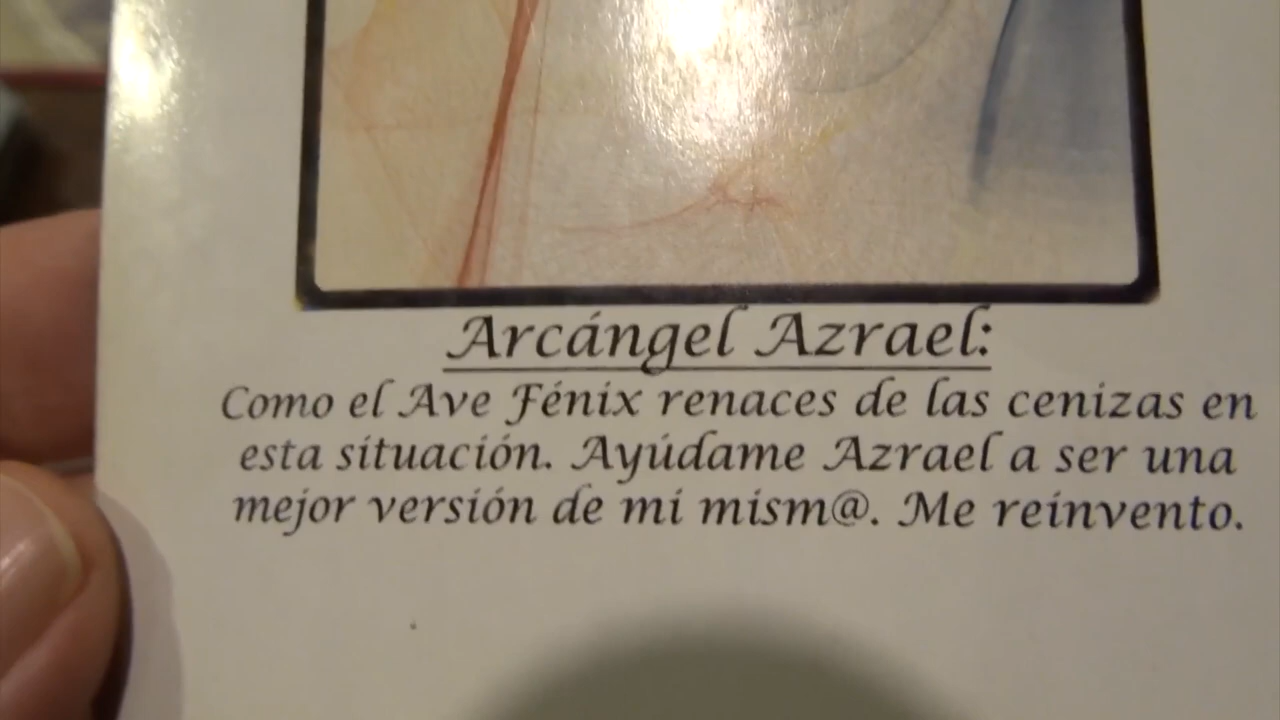 Arcángel Azrael:
Como el Ave Fénix renaces de las cenizas en
esta situación. Ayúdame Azrael a ser una
mejor versión de mi mism@. Me reinvento.